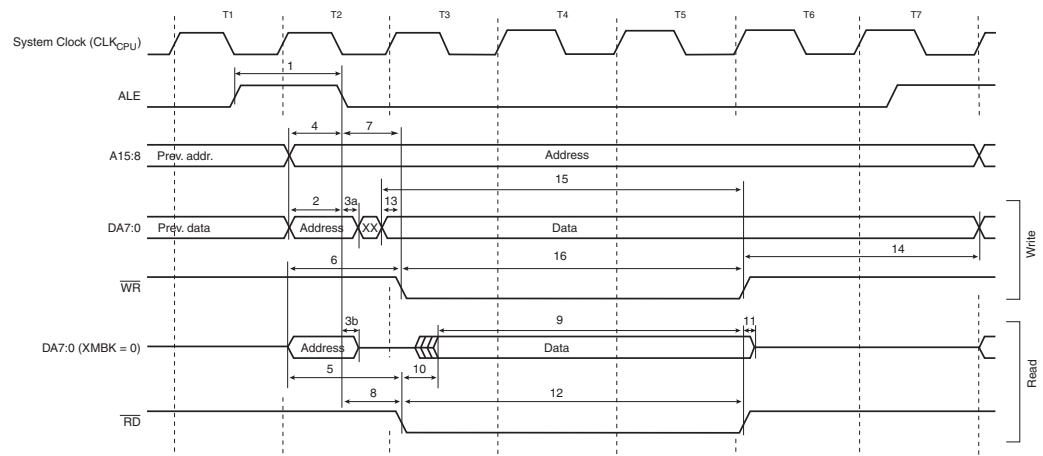 T1 T2 T3 T4 T5 T6 T7
System Clock (CLKCPU)
1
ALE
4 7
A15:8 Prev. addr. Address
15
2 3a 13
DA7:0 Prev. data Address XX Data
14
6 16
WR
Write
3b 9 11
DA7:0 (XMBK = 0) Address Data
5 10
8 12
RD
Read